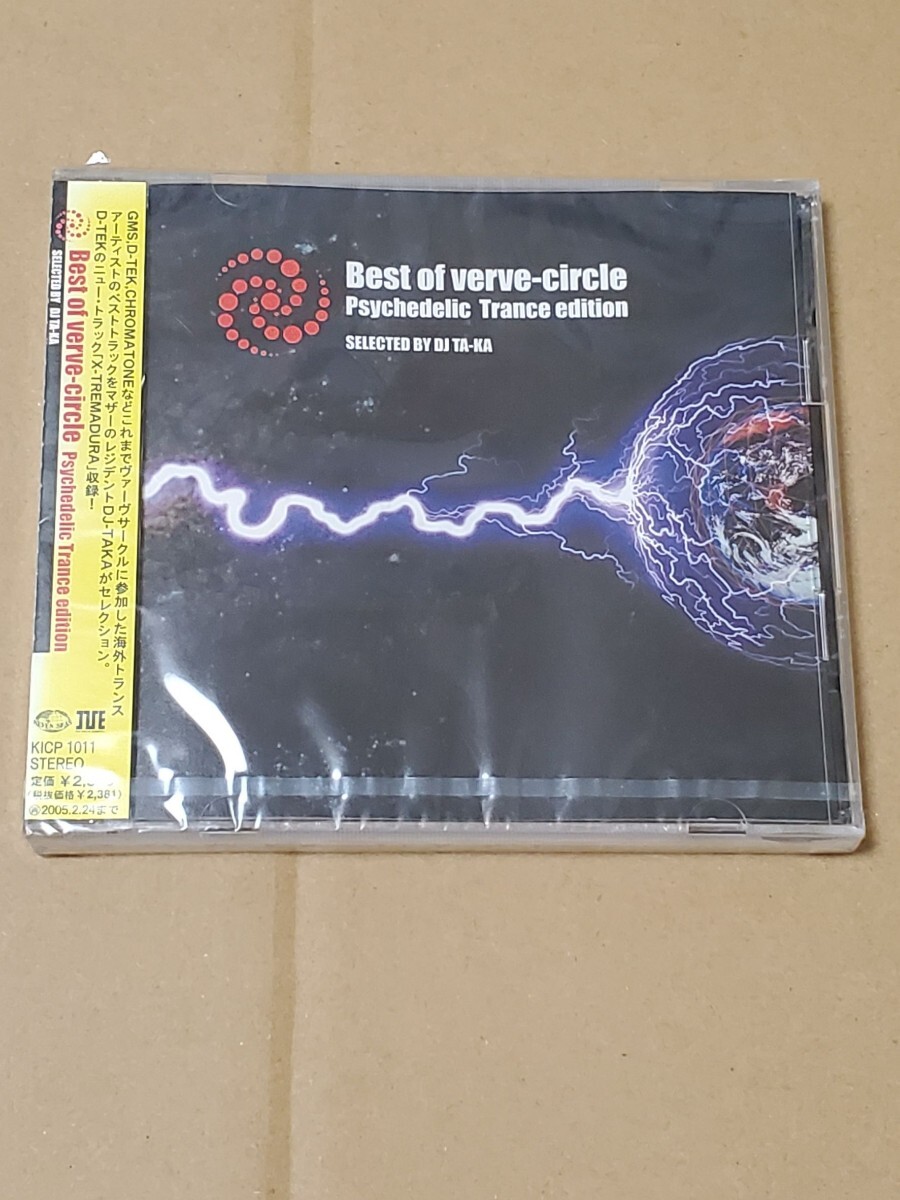 Best of verve-circle
Psychedelic Trance edition
SELECTED BY DJ TA-KA
GMS,D-TEK,CHROMATONEなどこれまでヴァーヴサークルに参加した海外トランス
アーティストのベストトラックをマザーのレジデントDJ-TAKAがセレクション。
D-TEKのニュー・トラック「X-TREMADURA」収録!
Best of verve-circle Psychedelic Trance edition
SELECTED BY DJ TA-KA
KICP 1011
STEREO
定価 ¥2,
(税抜価格¥2,381)
2005.2.24まで